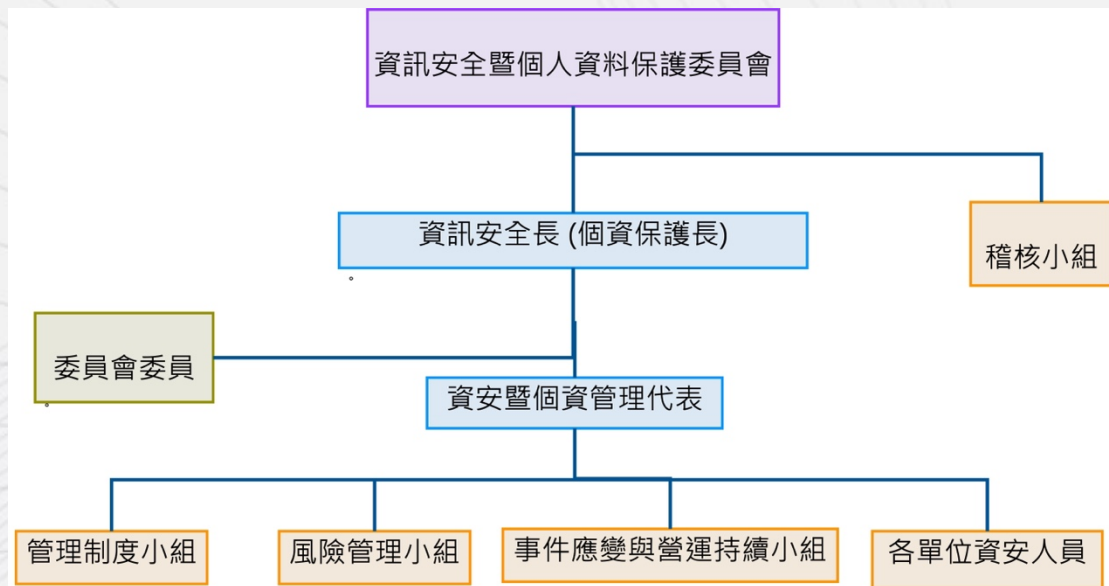 資訊安全暨個人資料保護委員會
資訊安全長 (個資保護長)
。
稽核小組
委員會委員
。
資安暨個資管理代表
管理制度小組
風險管理小組
事件應變與營運持續小組
各單位資安人員